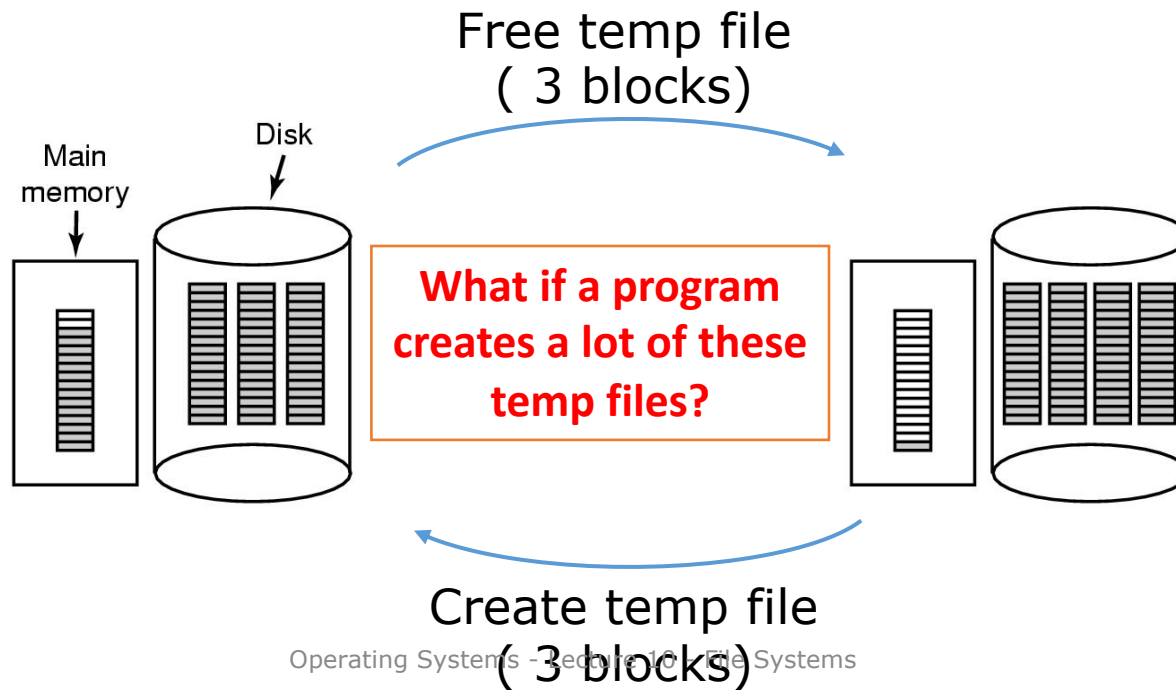 Free temp file
( 3 blocks)
Disk
Main
memory
What if a program
creates a lot of these
temp files?
Create temp file
( 3 blocks)
Operating Systems - Lecture 10 - File Systems